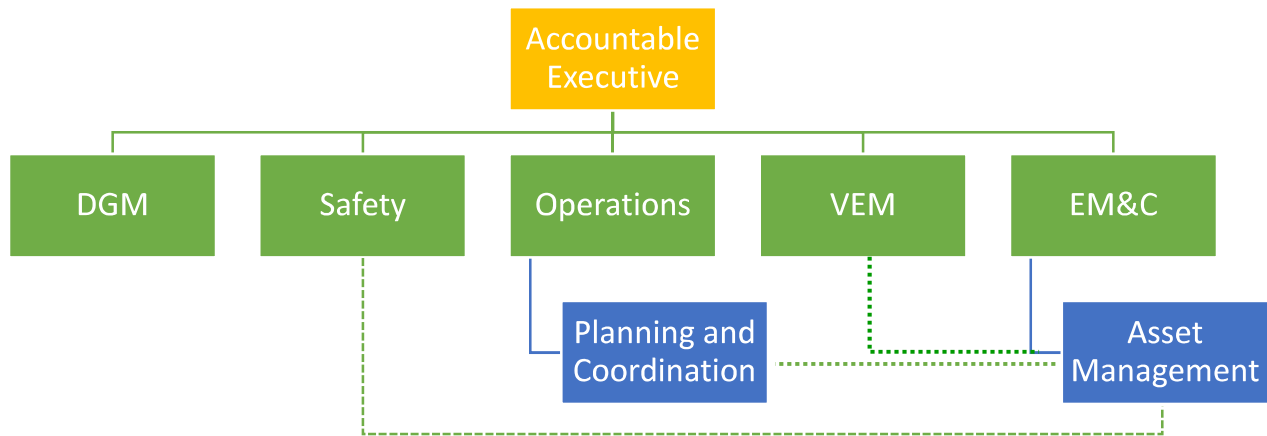 Accountable
Executive
DGM
Safety
Operations
VEM
EM&C
Planning and
Coordination
Asset
Management